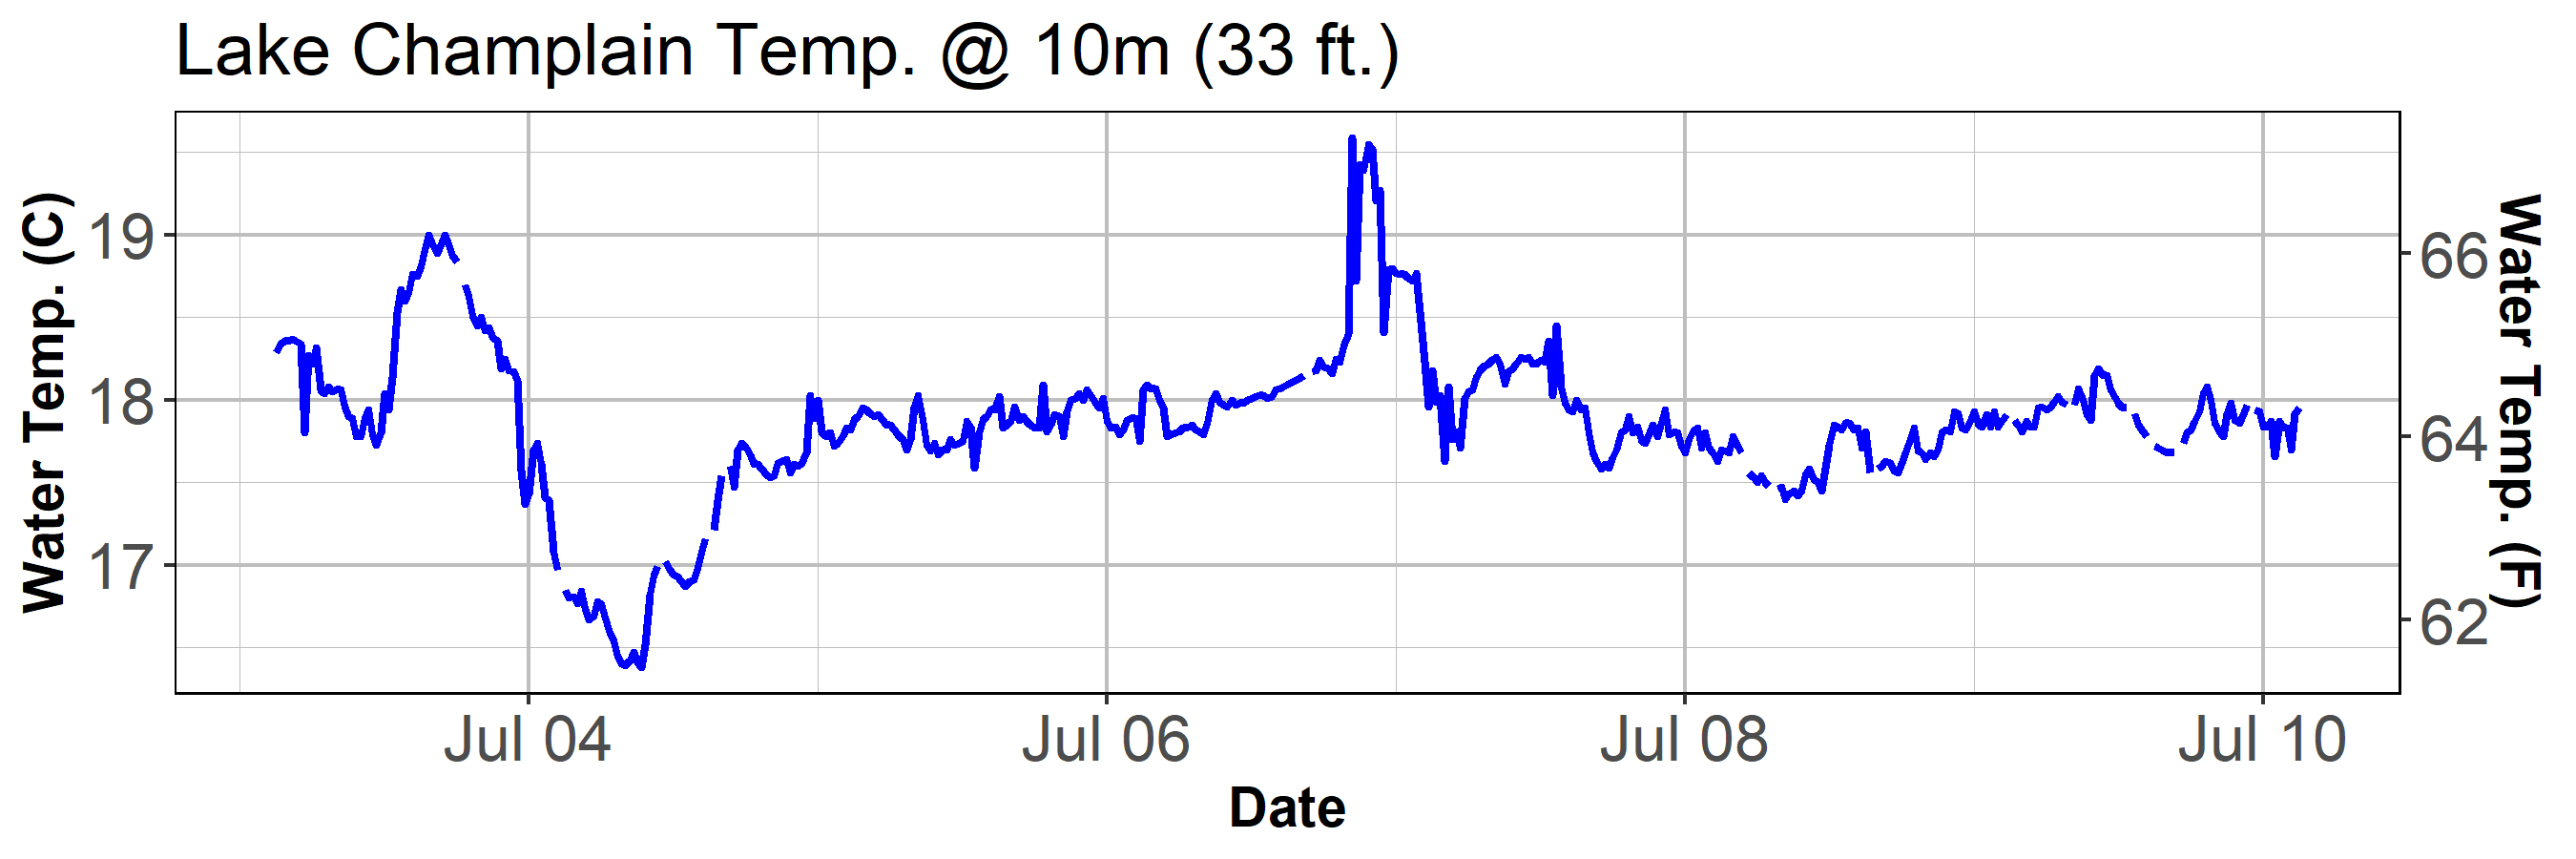 Lake Champlain Temp. @ 10m (33 ft.)
Water Temp. (C)
19
18
17
66
64
62
Water Temp. (F)
Jul 04
Jul 06
Jul 08
Jul 10
Date